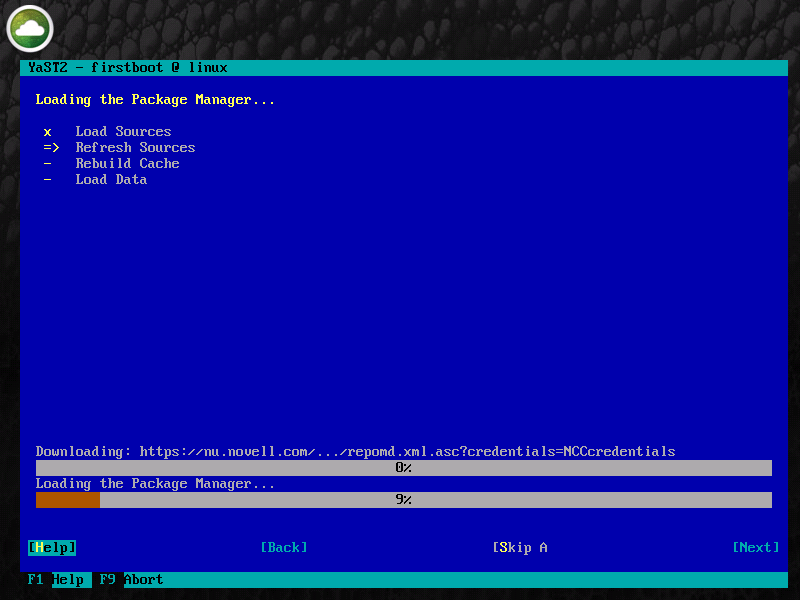 YaST2 - firstboot @ linux
Loading the Package Manager...
x Load Sources
=> Refresh Sources
- Rebuild Cache
- Load Data
Downloading: https://nu.novell.com/.../repomd.xml.asc?credentials=NCCcredentials
0%
Loading the Package Manager...
9%
[Help] [Back] [Skip A [Next]
F1 Help F9 Abort